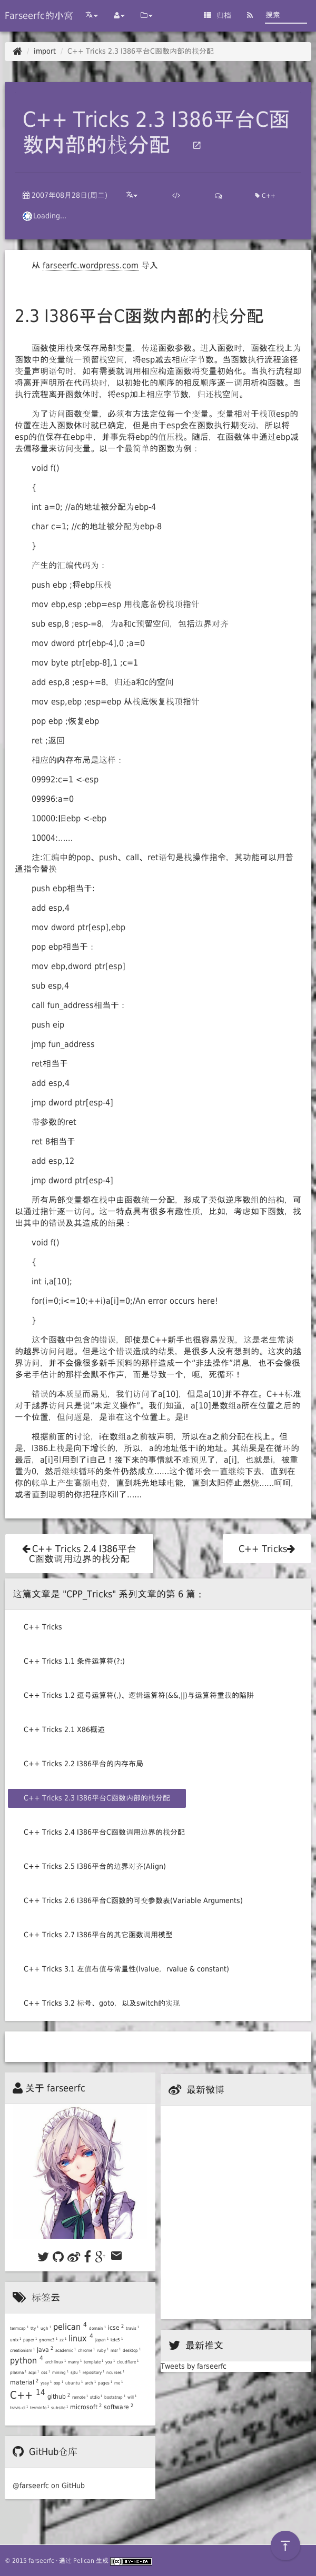 Farseerfc的小窝
归档
搜索
import / C++ Tricks 2.3 I386平台C函数内部的栈分配
C++ Tricks 2.3 I386平台C函数内部的栈分配
2007年08月28日(周二)
C++
Loading...
从 farseerfc.wordpress.com 导入
2.3 I386平台C函数内部的栈分配
函数使用栈来保存局部变量，传递函数参数。进入函数时，函数在栈上为
函数中的变量统一预留栈空间，将esp减去相应字节数。当函数执行流程途径
变量声明语句时，如有需要就调用相应构造函数将变量初始化。当执行流程即
将离开声明所在代码块时，以初始化的顺序的相反顺序逐一调用析构函数。当
执行流程离开函数体时，将esp加上相应字节数，归还栈空间。
为了访问函数变量，必须有方法定位每一个变量。变量相对于栈顶esp的
位置在进入函数体时就已确定，但是由于esp会在函数执行期变动，所以将
esp的值保存在ebp中，并事先将ebp的值压栈。随后，在函数体中通过ebp减
去偏移量来访问变量。以一个最简单的函数为例：
void f()
{
int a=0; //a的地址被分配为ebp-4
char c=1; //c的地址被分配为ebp-8
}
产生的汇编代码为：
push ebp ;将ebp压栈
mov ebp,esp ;ebp=esp 用栈底备份栈顶指针
sub esp,8 ;esp-=8，为a和c预留空间，包括边界对齐
mov dword ptr[ebp-4],0 ;a=0
mov byte ptr[ebp-8],1 ;c=1
add esp,8 ;esp+=8，归还a和c的空间
mov esp,ebp ;esp=ebp 从栈底恢复栈顶指针
pop ebp ;恢复ebp
ret ;返回
相应的内存布局是这样：
09992:c=1 <-esp
09996:a=0
10000:旧ebp <-ebp
10004:……
注:汇编中的pop、push、call、ret语句是栈操作指令，其功能可以用普
通指令替换
push ebp相当于:
add esp,4
mov dword ptr[esp],ebp
pop ebp相当于：
mov ebp,dword ptr[esp]
sub esp,4
call fun_address相当于：
push eip
jmp fun_address
ret相当于
add esp,4
jmp dword ptr[esp-4]
带参数的ret
ret 8相当于
add esp,12
jmp dword ptr[esp-4]
所有局部变量都在栈中由函数统一分配，形成了类似逆序数组的结构，可
以通过指针逐一访问。这一特点具有很多有趣性质，比如，考虑如下函数，找
出其中的错误及其造成的结果：
void f()
{
int i,a[10];
for(i=0;i<=10;++i)a[i]=0;/An error occurs here!
}
这个函数中包含的错误，即使是C++新手也很容易发现，这是老生常谈
的越界访问问题。但是这个错误造成的结果，是很多人没有想到的。这次的越
界访问，并不会像很多新手预料的那样造成一个“非法操作”消息，也不会像很
多老手估计的那样会默不作声，而是导致一个，呃，死循环！
错误的本质显而易见，我们访问了a[10]，但是a[10]并不存在。C++标准
对于越界访问只是说“未定义操作”。我们知道，a[10]是数组a所在位置之后的
一个位置，但问题是，是谁在这个位置上。是i!
根据前面的讨论，i在数组a之前被声明，所以在a之前分配在栈上。但
是，I386上栈是向下增长的，所以，a的地址低于i的地址。其结果是在循环的
最后，a[i]引用到了i自己！接下来的事情就不难预见了，a[i]，也就是i，被重
置为0，然后继续循环的条件仍然成立……这个循环会一直继续下去，直到在
你的帐单上产生高额电费，直到耗光地球电能，直到太阳停止燃烧……呵呵，
或者直到聪明的你把程序Kill了……
C++ Tricks 2.4 I386平台
C函数调用边界的栈分配
C++ Tricks
这篇文章是 "CPP_Tricks" 系列文章的第 6 篇：
C++ Tricks
C++ Tricks 1.1 条件运算符(?:)
C++ Tricks 1.2 逗号运算符(,)、逻辑运算符(&&,||)与运算符重载的陷阱
C++ Tricks 2.1 X86概述
C++ Tricks 2.2 I386平台的内存布局
C++ Tricks 2.3 I386平台C函数内部的栈分配
C++ Tricks 2.4 I386平台C函数调用边界的栈分配
C++ Tricks 2.5 I386平台的边界对齐(Align)
C++ Tricks 2.6 I386平台C函数的可变参数表(Variable Arguments)
C++ Tricks 2.7 I386平台的其它函数调用模型
C++ Tricks 3.1 左值右值与常量性(lvalue，rvalue & constant)
C++ Tricks 3.2 标号、goto，以及switch的实现
关于 farseerfc
标签云
pelican 4 icse 2
linux 4
Java 2
python 4
material 2
C++ 14 github 2
microsoft 2 software 2
GitHub仓库
@farseerfc on GitHub
最新微博
最新推文
Tweets by farseerfc
© 2015 farseerfc · 通过 Pelican 生成